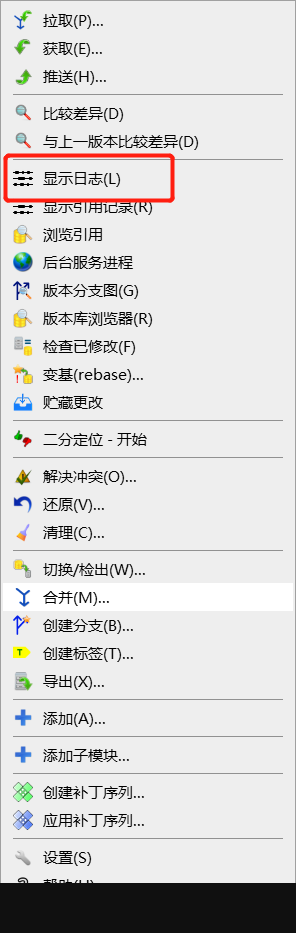 拉取(P)...
获取(E)...
推送(H)...
比较差异(D)
与上一版本比较差异(D)
显示日志(L)
显示引用记录(R)
浏览引用
后台服务进程
版本分支图(G)
版本库浏览器(R)
检查已修改(F)
变基(rebase)...
贮藏更改
二分定位 - 开始
解决冲突(O)...
还原(V)...
清理(C)...
切换/检出(W)...
合并(M)...
创建分支(B)...
T 创建标签(T)...
导出(X)...
添加(A)...
添加子模块...
创建补丁序列...
应用补丁序列...
设置(S)